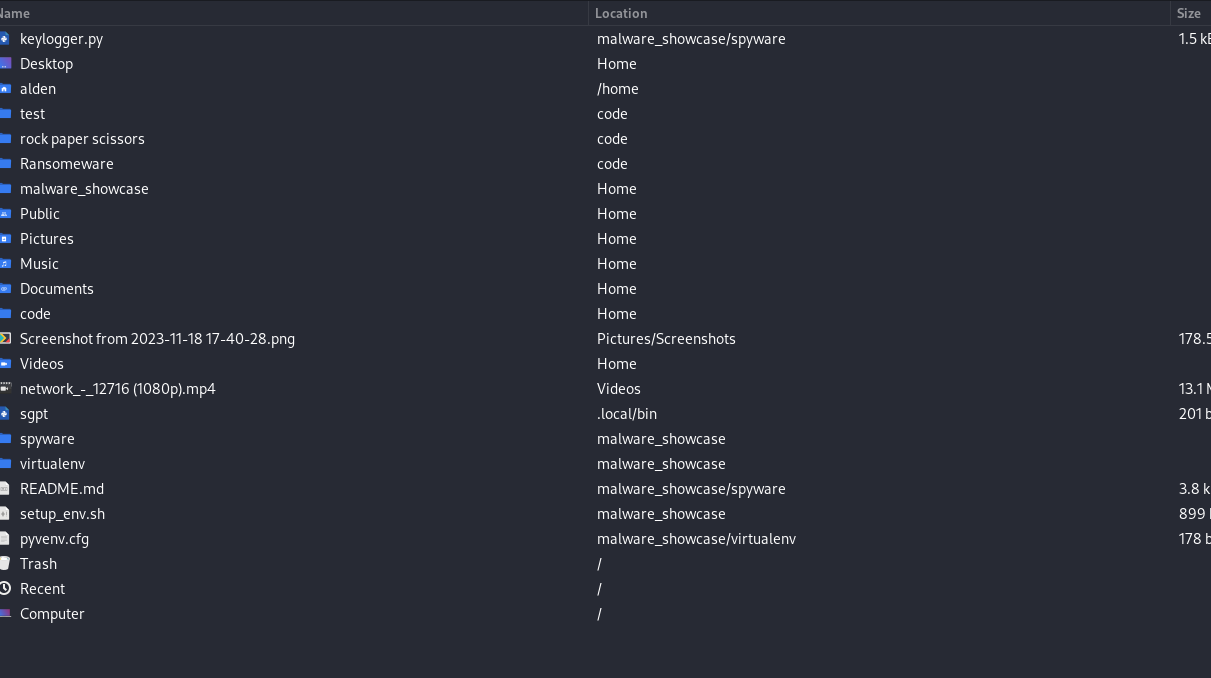 Name Location Size
keylogger.py malware_showcase/spyware 1.5 kB
Desktop Home
alden /home
test code
rock paper scissors code
Ransomeware code
malware_showcase Home
Public Home
Pictures Home
Music Home
Documents Home
code Home
Screenshot from 2023-11-18 17-40-28.png Pictures/Screenshots 178.5
Videos Home
network_-_12716 (1080p).mp4 Videos 13.1 M
sgpt .local/bin 201 b
spyware malware_showcase
virtualenv malware_showcase
README.md malware_showcase/spyware 3.8 k
setup_env.sh malware_showcase 899
pyvenv.cfg malware_showcase/virtualenv 178 b
Trash /
Recent /
Computer /